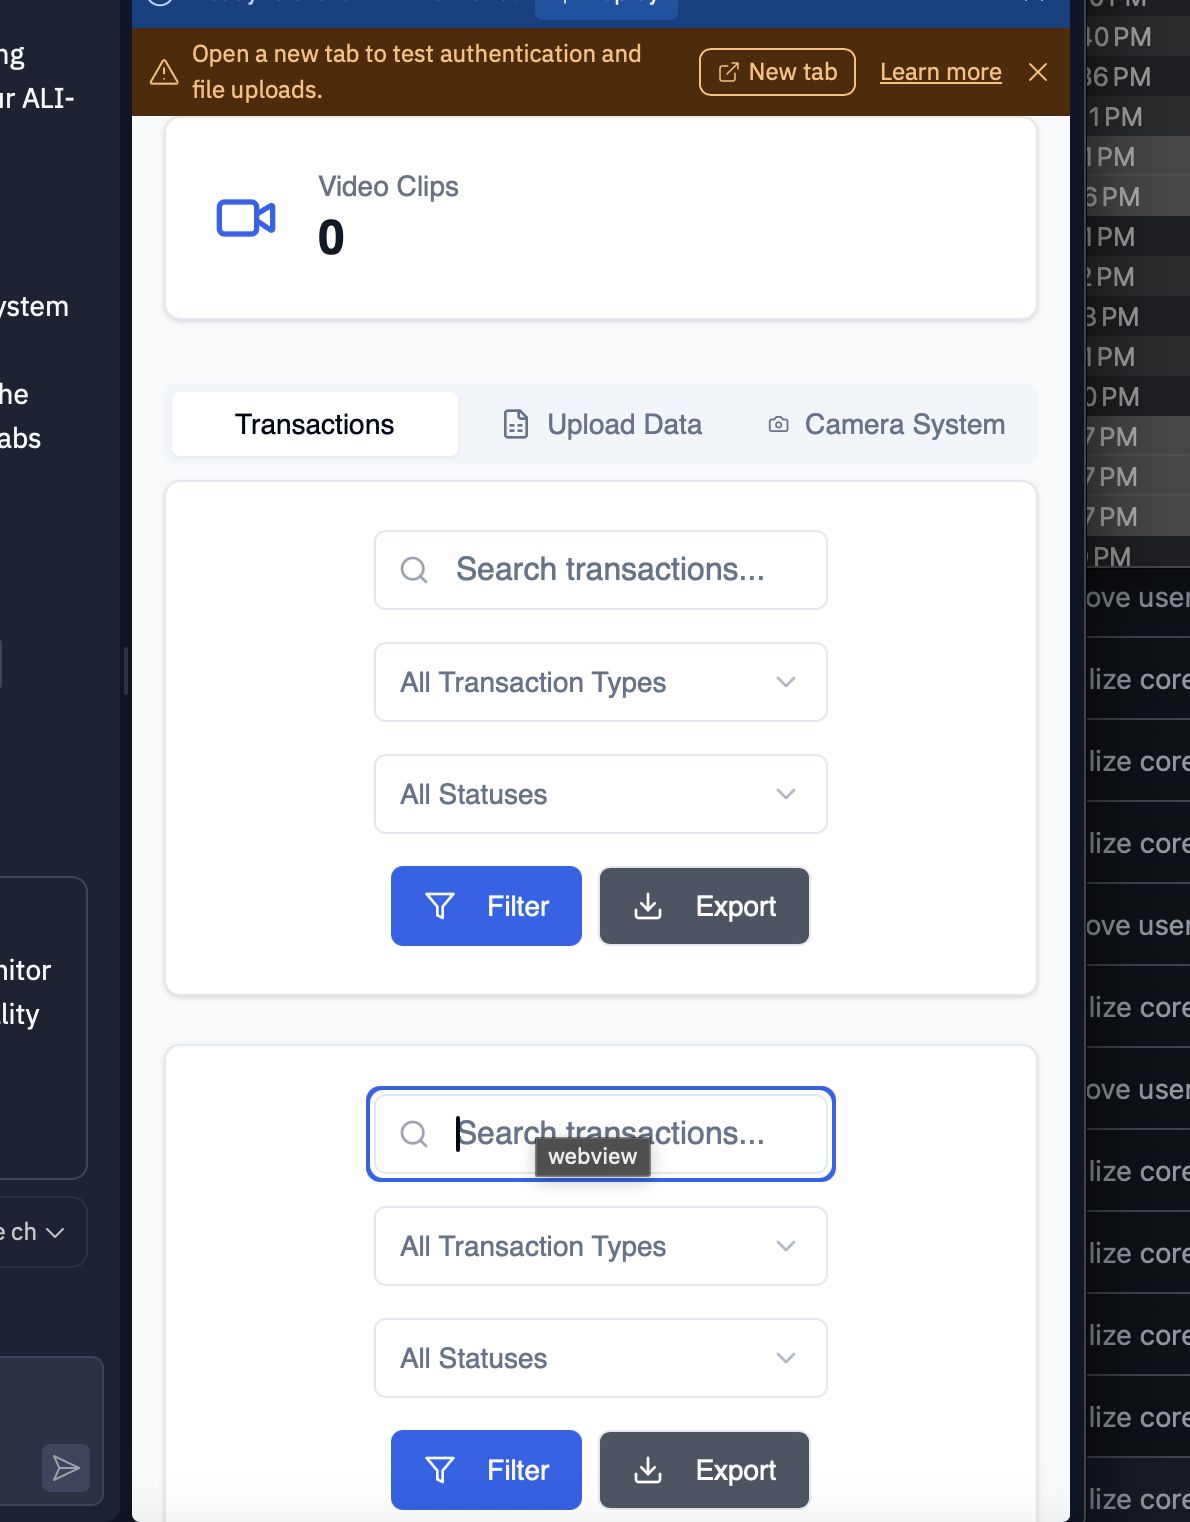 ng
ur ALI-
ystem
he
abs
nitor
lity
e ch
Open a new tab to test authentication and
file uploads.
New tab
Learn more
Video Clips
0
Transactions
Upload Data
Camera System
Search transactions...
All Transaction Types
All Statuses
Filter
Export
Search transactions...
webview
All Transaction Types
All Statuses
Filter
Export
PM
40 PM
36 PM
1 PM
1 PM
6 PM
1 PM
2 PM
3 PM
1 PM
0 PM
7 PM
7 PM
7 PM
PM
ove user
lize core
lize core
lize core
ove user
lize core
ove user
lize core
lize core
lize core
lize core
lize core